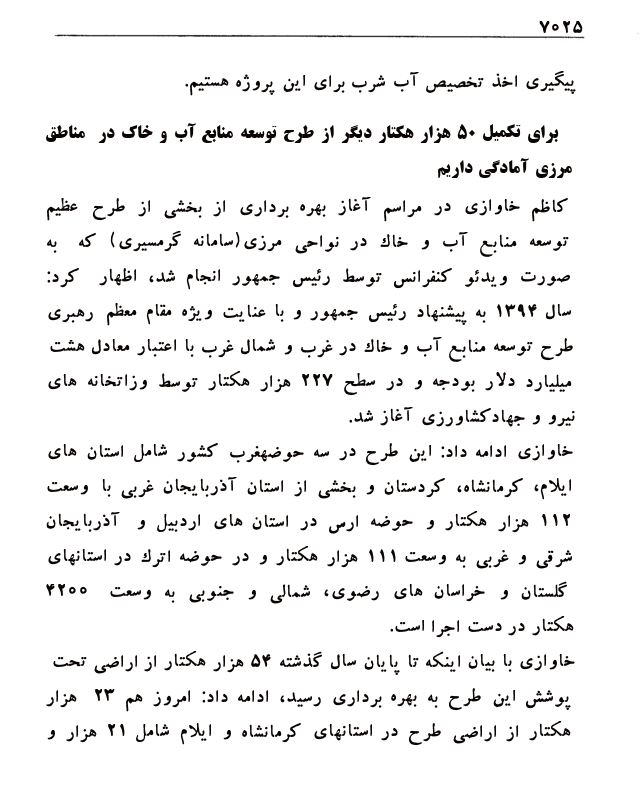 ۷۰۲۵
پیگیری اخذ تخصیص آب شرب برای این پروژه هستیم.
برای تکمیل ۵۰ هزار هکتار دیگر از طرح توسعه منابع آب و خاک در مناطق
مرزی آمادگی داریم
کاظم خاوازی در مراسم آغاز بهره برداری از بخشی از طرح عظیم
توسعه منابع آب و خاك در نواحی مرزی(سامانه گرمسیری) که به
صورت ویدئو کنفرانس توسط رئیس جمهور انجام شد، اظهار کرد:
سال ۱۳۹۴ به پیشنهاد رئیس جمهور و با عنایت ویژه مقام معظم رهبری
طرح توسعه منابع آب و خاك در غرب و شمال غرب با اعتبار معادل هشت
میلیارد دلار بودجه و در سطح ۲۲۷ هزار هکتار توسط وزاتخانه های
نیرو و جهادکشاورزی آغاز شد.
خاوازی ادامه داد: این طرح در سه حوضهغرب کشور شامل استان های
ایلام، کرمانشاه، کردستان و بخشی از استان آذربایجان غربی با وسعت
۱۱۲ هزار هکتار و حوضه ارس در استان های اردبیل و آذربایجان
شرقی و غربی به وسعت ۱۱۱ هزار هکتار و در حوضه اترك در استانهای
گلستان و خراسان های رضوی، شمالی و جنوبی به وسعت ۴۲۰۰
هکتار در دست اجرا است.
خاوازی با بیان اینکه تا پایان سال گذشته ۵۴ هزار هکتار از اراضی تحت
پوشش این طرح به بهره برداری رسید، ادامه داد: امروز هم ۲۳ هزار
هکتار از اراضی طرح در استانهای کرمانشاه و ایلام شامل ۲۱ هزار و